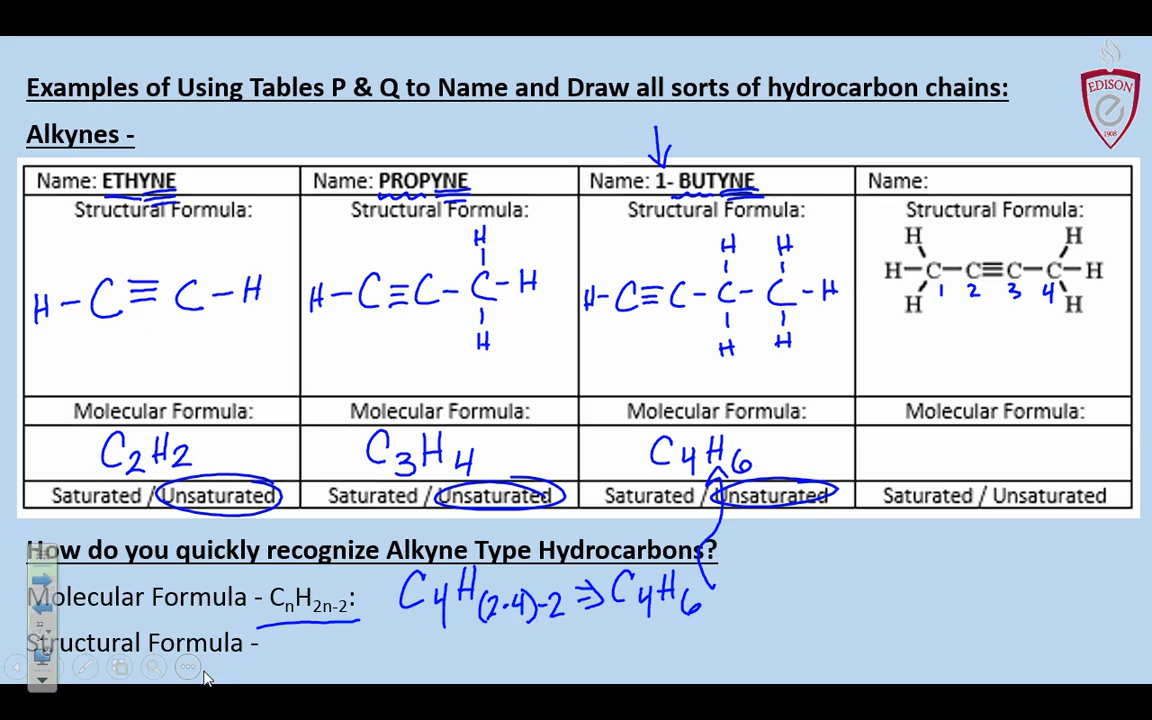 Examples of Using Tables P & Q to Name and Draw all sorts of hydrocarbon chains:
EDISON
e
1908
Alkynes -
Name: ETHYNE
Name: PROPYNE
Name: 1- BUTYNE
Name:
Structural Formula:
Structural Formula:
Structural Formula:
Structural Formula:
H
H H
H H
H-C≡C-H
H-C≡C-C-H
H-C≡C-C-C-H
H-C-C≡C-C-H
1 2 3 4
H
H H
H H
Molecular Formula:
Molecular Formula:
Molecular Formula:
Molecular Formula:
C2H2
C3H4
C4H6
Saturated / Unsaturated
Saturated / Unsaturated
Saturated / Unsaturated
Saturated / Unsaturated
How do you quickly recognize Alkyne Type Hydrocarbons?
Molecular Formula - CnH2n-2: C4H(2·4)-2 ⇒ C4H6
Structural Formula -
22